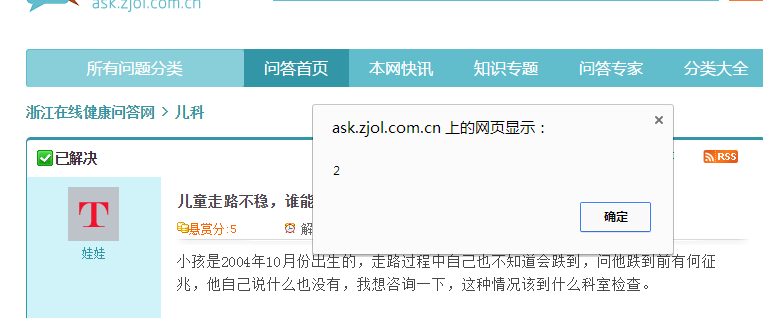 ask.zjol.com.cn
所有问题分类 问答首页 本网快讯 知识专题 问答专家 分类大全
浙江在线健康问答网 > 儿科
ask.zjol.com.cn 上的网页显示：
×
2
确定
已解决
RSS
T
娃娃
儿童走路不稳，谁能
悬赏分:5 解
小孩是2004年10月份出生的，走路过程中自己也不知道会跌到，问他跌到前有何征
兆，他自己说什么也没有，我想咨询一下，这种情况该到什么科室检查。